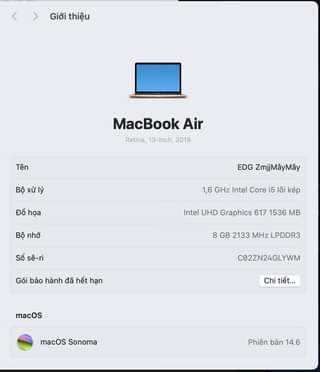 Giới thiệu
MacBook Air
Retina, 13-inch, 2019
Tên EDG ZmjjMâyMây
Bộ xử lý 1,6 GHz Intel Core i5 lõi kép
Đồ họa Intel UHD Graphics 617 1536 MB
Bộ nhớ 8 GB 2133 MHz LPDDR3
Số sê-ri C02ZN24GLYWM
Gói bảo hành đã hết hạn Chi tiết...
macOS
macOS Sonoma Phiên bản 14.6